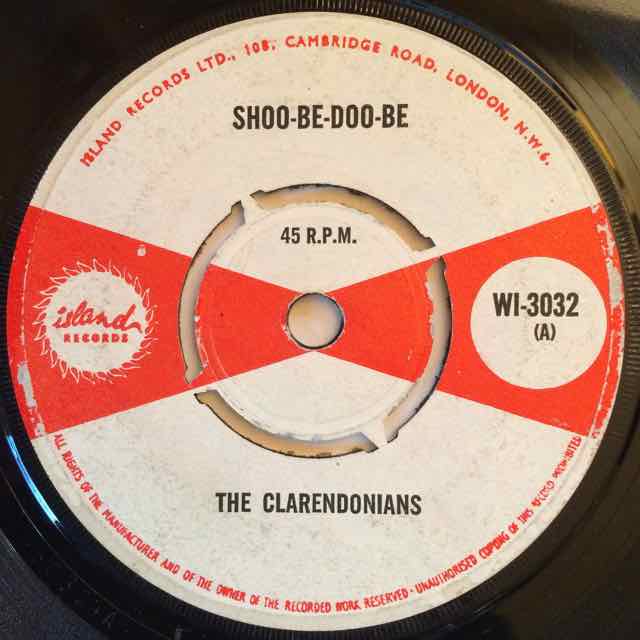 ISLAND RECORDS LTD., 108, CAMBRIDGE ROAD, LONDON, N.W.6.
SHOO-BE-DOO-BE
45 R.P.M.
island
RECORDS
WI-3032
(A)
THE CLARENDONIANS
ALL RIGHTS OF THE MANUFACTURER AND OF THE OWNER OF THE RECORDED WORK RESERVED - UNAUTHORISED COPYING OF THIS RECORD PROHIBITED